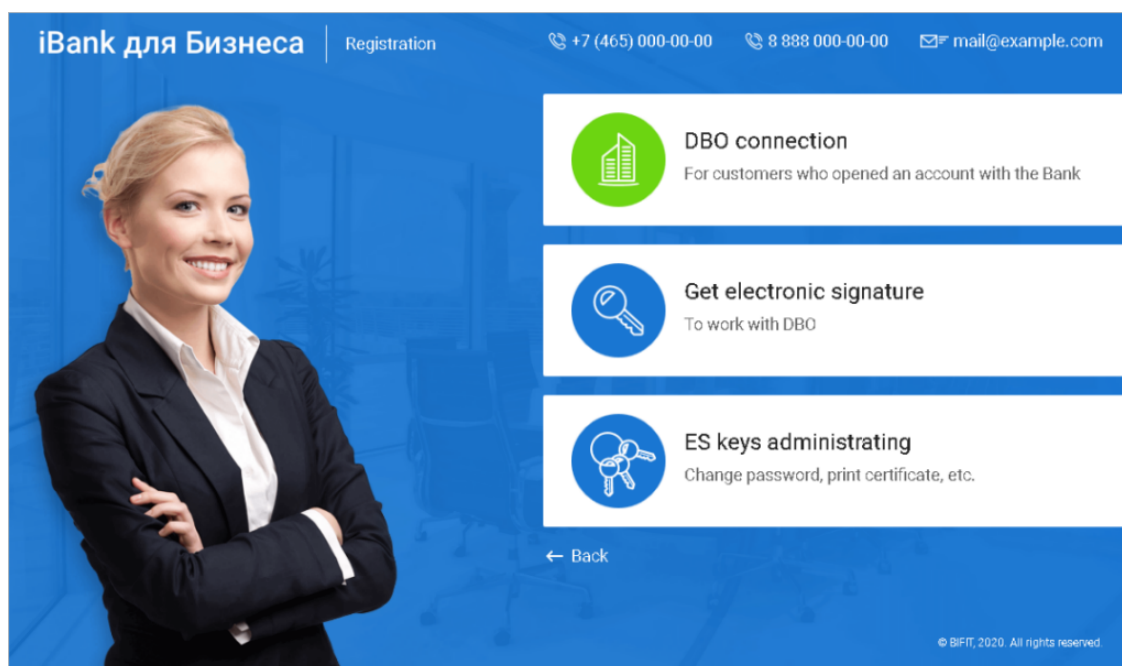 iBank для Бизнеса
Registration
+7 (465) 000-00-00
8 888 000-00-00
mail@example.com
DBO connection
For customers who opened an account with the Bank
Get electronic signature
To work with DBO
ES keys administrating
Change password, print certificate, etc.
← Back
© BIFIT, 2020. All rights reserved.